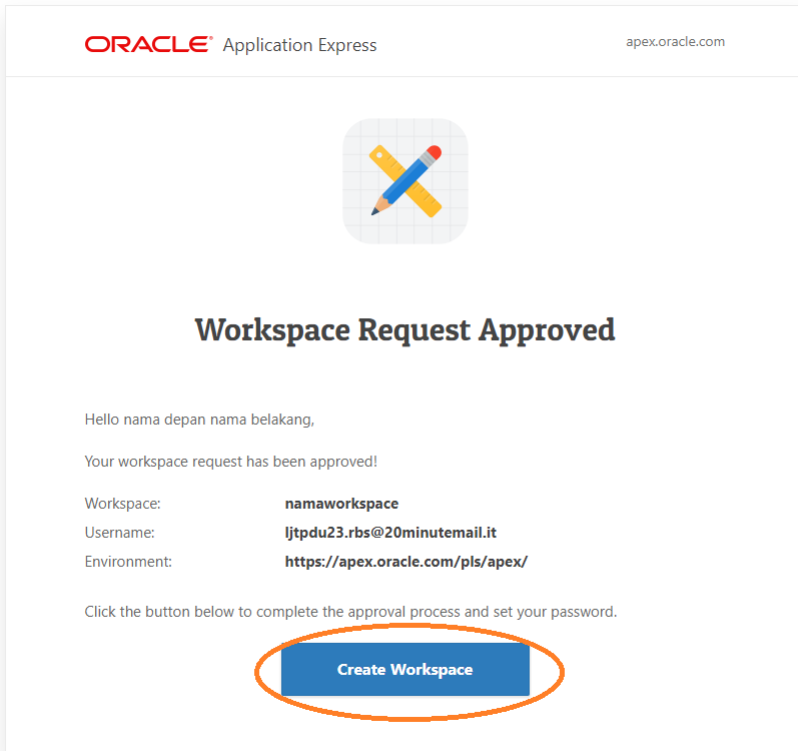 ORACLE Application Express
apex.oracle.com
Workspace Request Approved
Hello nama depan nama belakang,
Your workspace request has been approved!
Workspace: namaworkspace
Username: ljtpdu23.rbs@20minutemail.it
Environment: https://apex.oracle.com/pls/apex/
Click the button below to complete the approval process and set your password.
Create Workspace